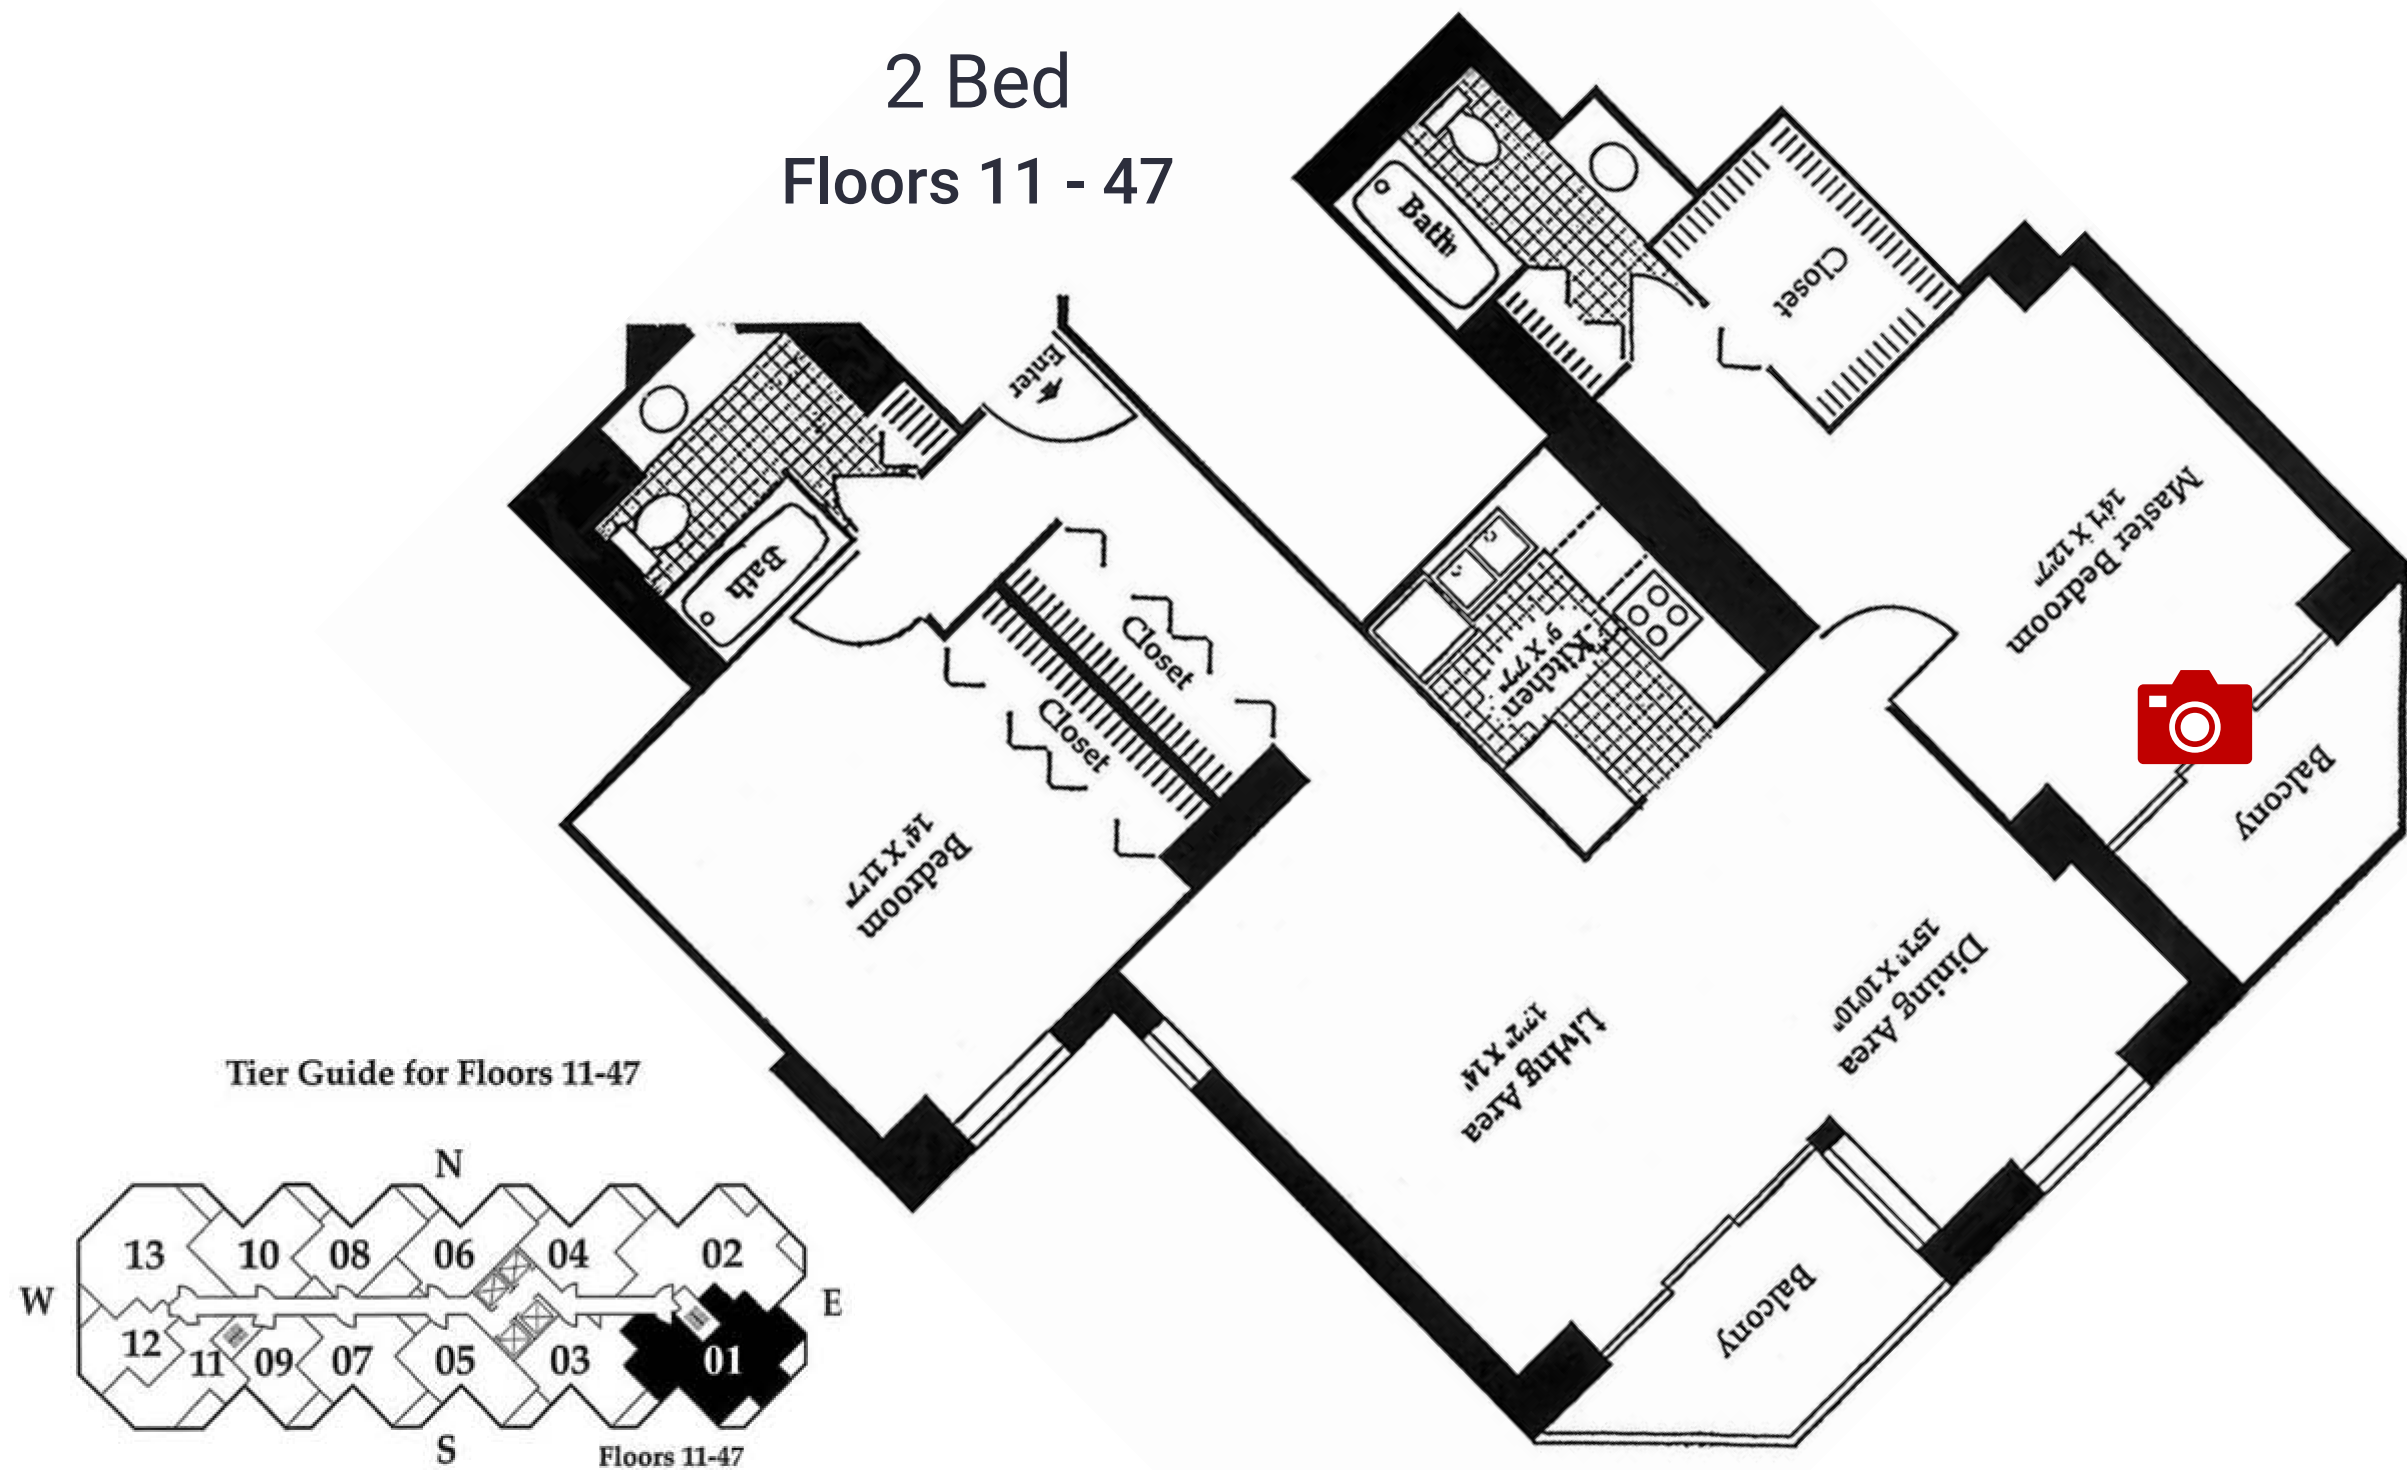 2 Bed
Floors 11 - 47
Bath
Closet
Enter
Master Bedroom
14'1 X 12'7"
Bath
Closet
Closet
Kitchen
9' X 7'7"
Balcony
Bedroom
14' X 11'7"
Dining Area
15'1" X 10'10"
Living Area
17'2" X 14'
Balcony
Tier Guide for Floors 11-47
N
13
10
08
06
04
02
W
E
12
11
09
07
05
03
01
S
Floors 11-47